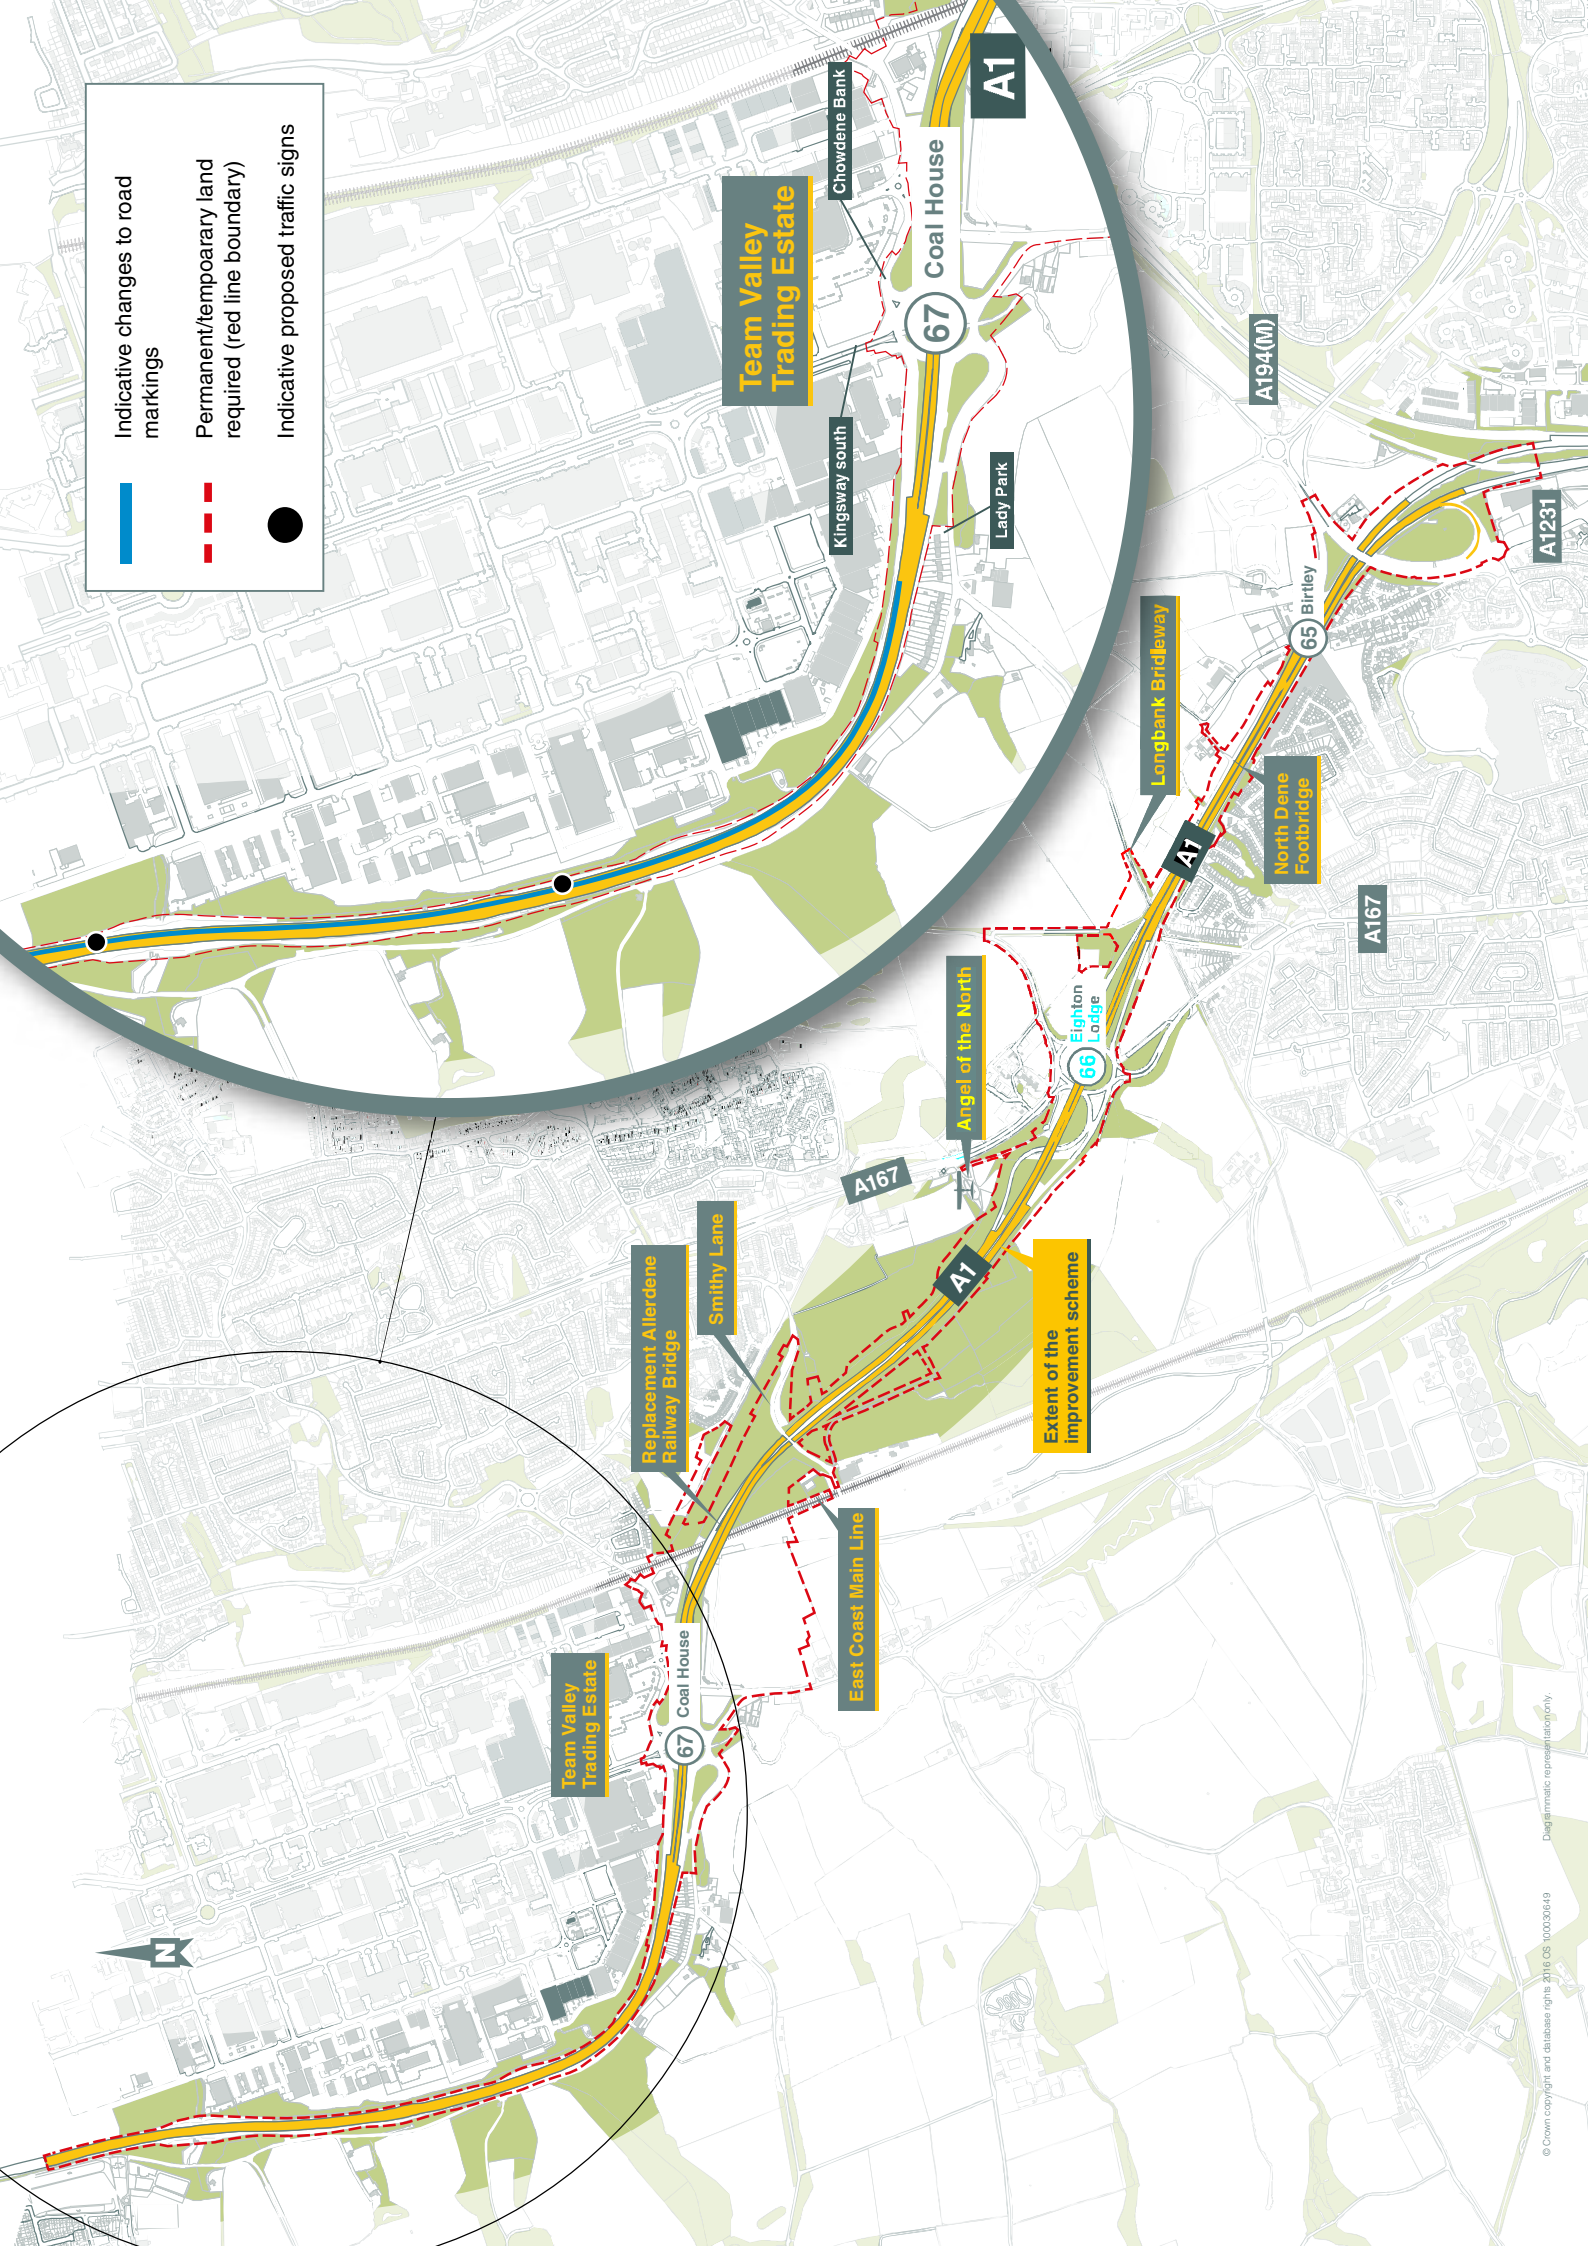 Indicative changes to road
markings
Permanent/tempoarary land
required (red line boundary)
Indicative proposed traffic signs
Team Valley
Trading Estate
Kingsway south
Chowdene Bank
67
Coal House
A1
Lady Park
N
Team Valley
Trading Estate
67
Coal House
Replacement Allerdene
Railway Bridge
Smithy Lane
East Coast Main Line
A167
A1
Angel of the North
Extent of the
improvement scheme
66
Eighton
Lodge
Longbank Bridleway
A1
North Dene
Footbridge
A167
65
Birtley
A194(M)
A1231
© Crown copyright and database rights 2016 OS 100030649
Diagrammatic representation only.